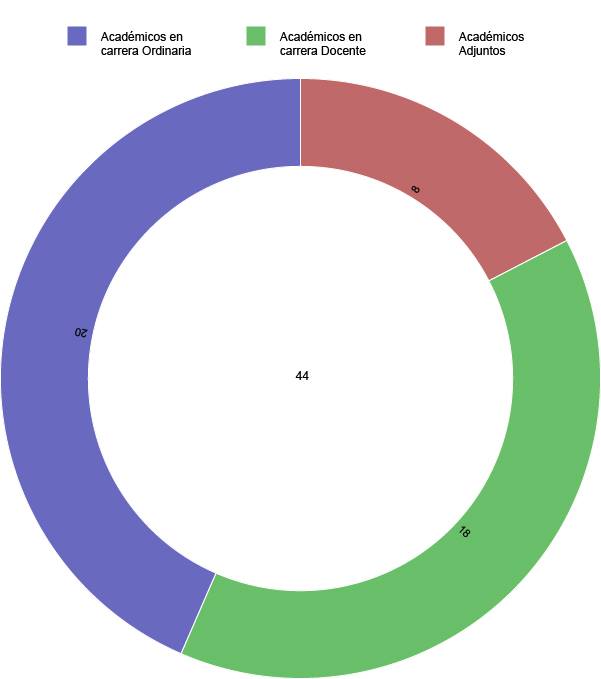 Académicos en
carrera Ordinaria
Académicos en
carrera Docente
Académicos
Adjuntos
8
20
44
18